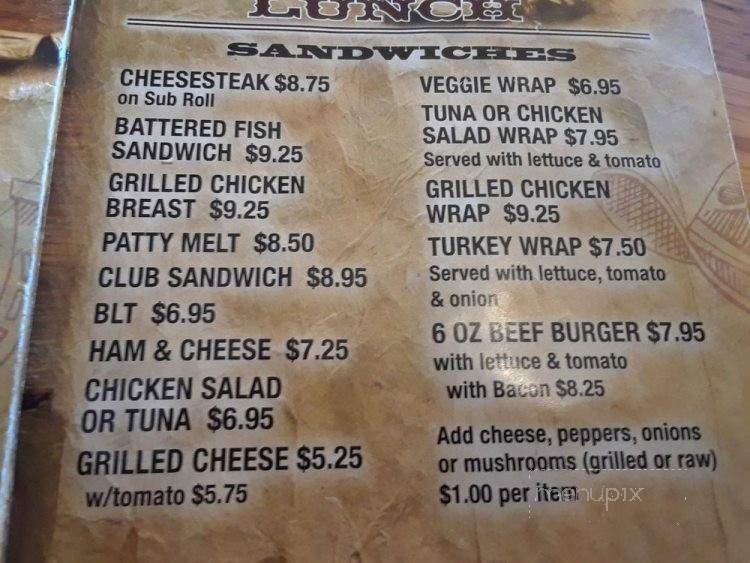 LUNCH
SANDWICHES
CHEESESTEAK $8.75
on Sub Roll
BATTERED FISH
SANDWICH $9.25
GRILLED CHICKEN
BREAST $9.25
PATTY MELT $8.50
CLUB SANDWICH $8.95
BLT $6.95
HAM & CHEESE $7.25
CHICKEN SALAD
OR TUNA $6.95
GRILLED CHEESE $5.25
w/tomato $5.75
VEGGIE WRAP $6.95
TUNA OR CHICKEN
SALAD WRAP $7.95
Served with lettuce & tomato
GRILLED CHICKEN
WRAP $9.25
TURKEY WRAP $7.50
Served with lettuce, tomato
& onion
6 OZ BEEF BURGER $7.95
with lettuce & tomato
with Bacon $8.25
Add cheese, peppers, onions
or mushrooms (grilled or raw)
$1.00 per item
menupix